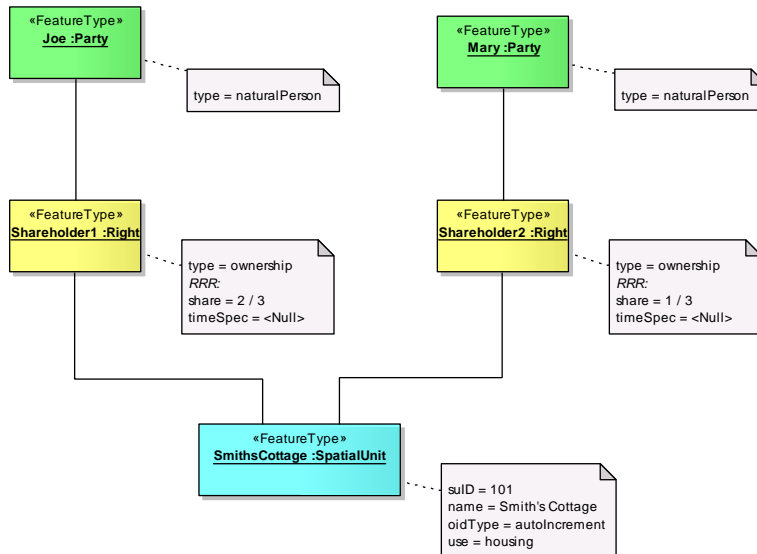 «FeatureType»
Joe :Party
type = naturalPerson
«FeatureType»
Mary :Party
type = naturalPerson
«FeatureType»
Shareholder1 :Right
type = ownership
RRR:
share = 2 / 3
timeSpec = <Null>
«FeatureType»
Shareholder2 :Right
type = ownership
RRR:
share = 1 / 3
timeSpec = <Null>
«FeatureType»
SmithsCottage :SpatialUnit
suID = 101
name = Smith's Cottage
oidType = autoIncrement
use = housing